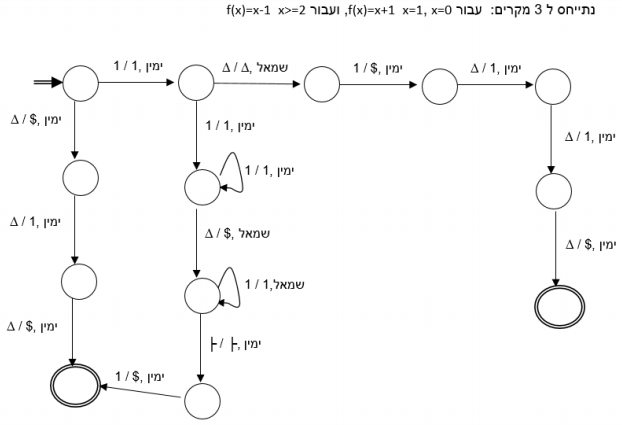 נתייחס ל 3 מקרים: עבור x=0 ,x=1 f(x)=x+1, ועבור x>=2 f(x)=x-1
1 / 1, ימין
Δ / Δ, שמאל
1 / $, ימין
Δ / 1, ימין
Δ / $, ימין
1 / 1, ימין
Δ / 1, ימין
1 / 1, ימין
Δ / 1, ימין
Δ / $, שמאל
Δ / $, ימין
1 / 1, שמאל
Δ / $, ימין
├ / ├, ימין
1 / $, ימין